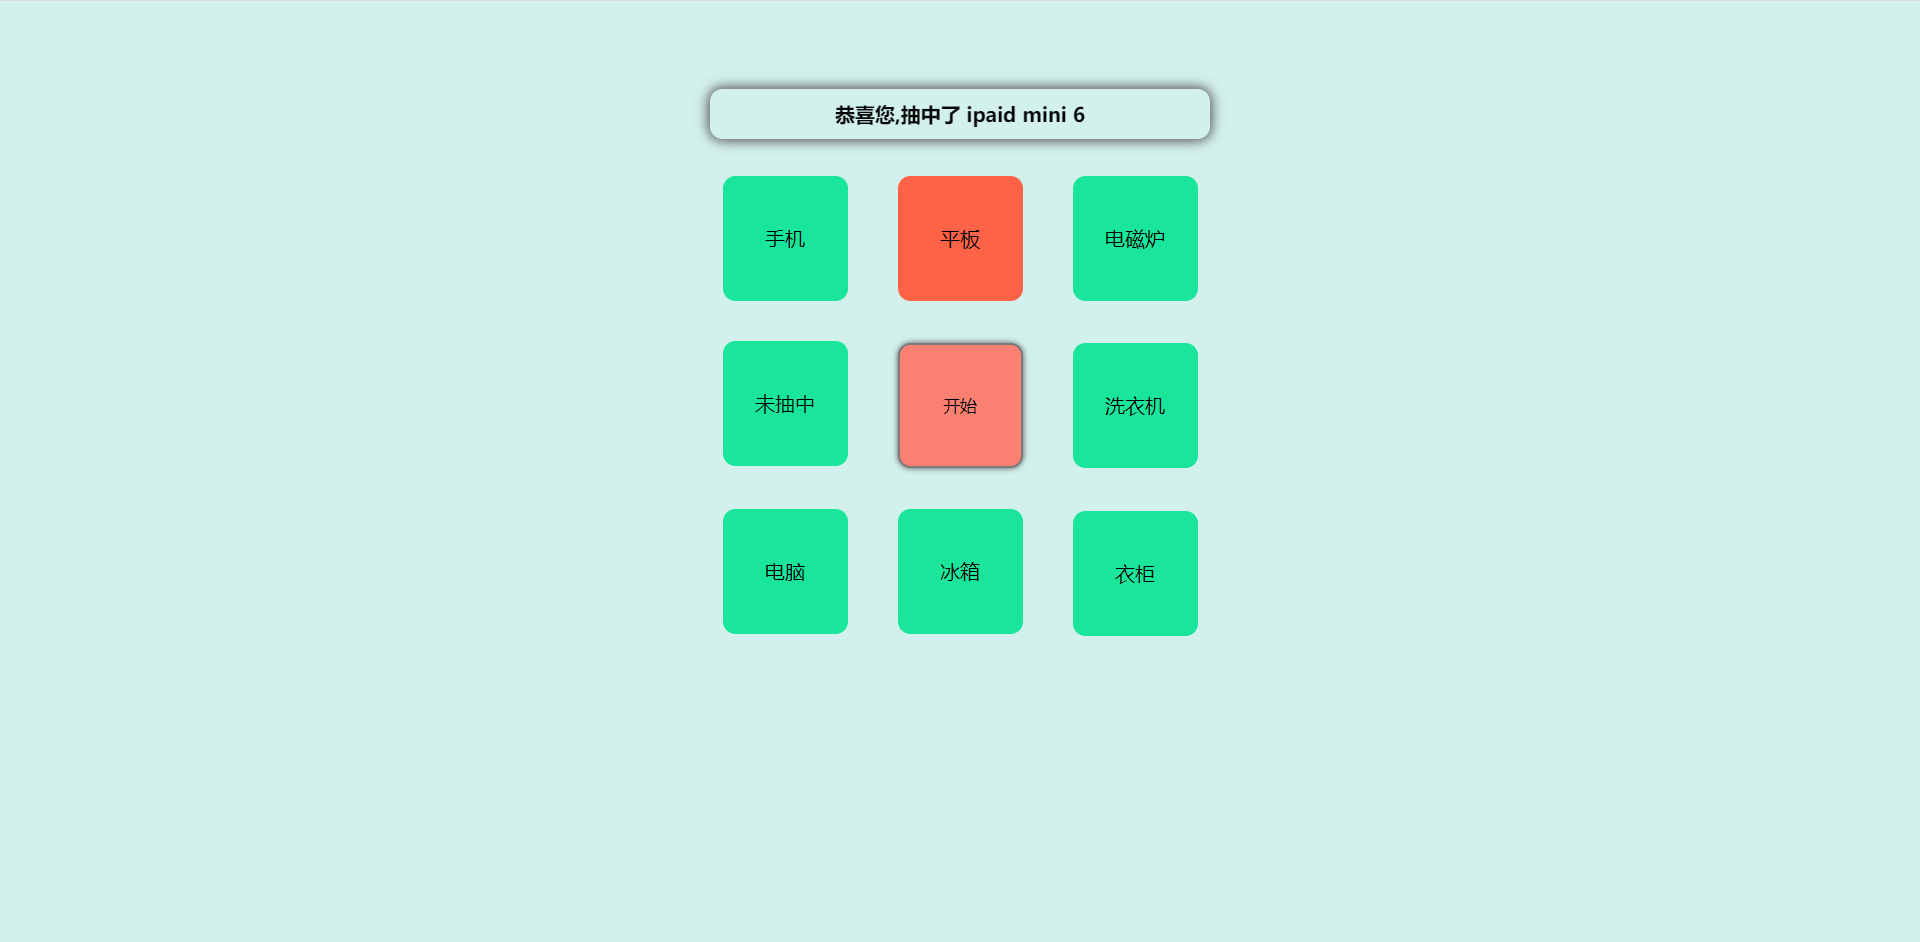 恭喜您,抽中了 ipaid mini 6
手机
平板
电磁炉
未抽中
开始
洗衣机
电脑
冰箱
衣柜